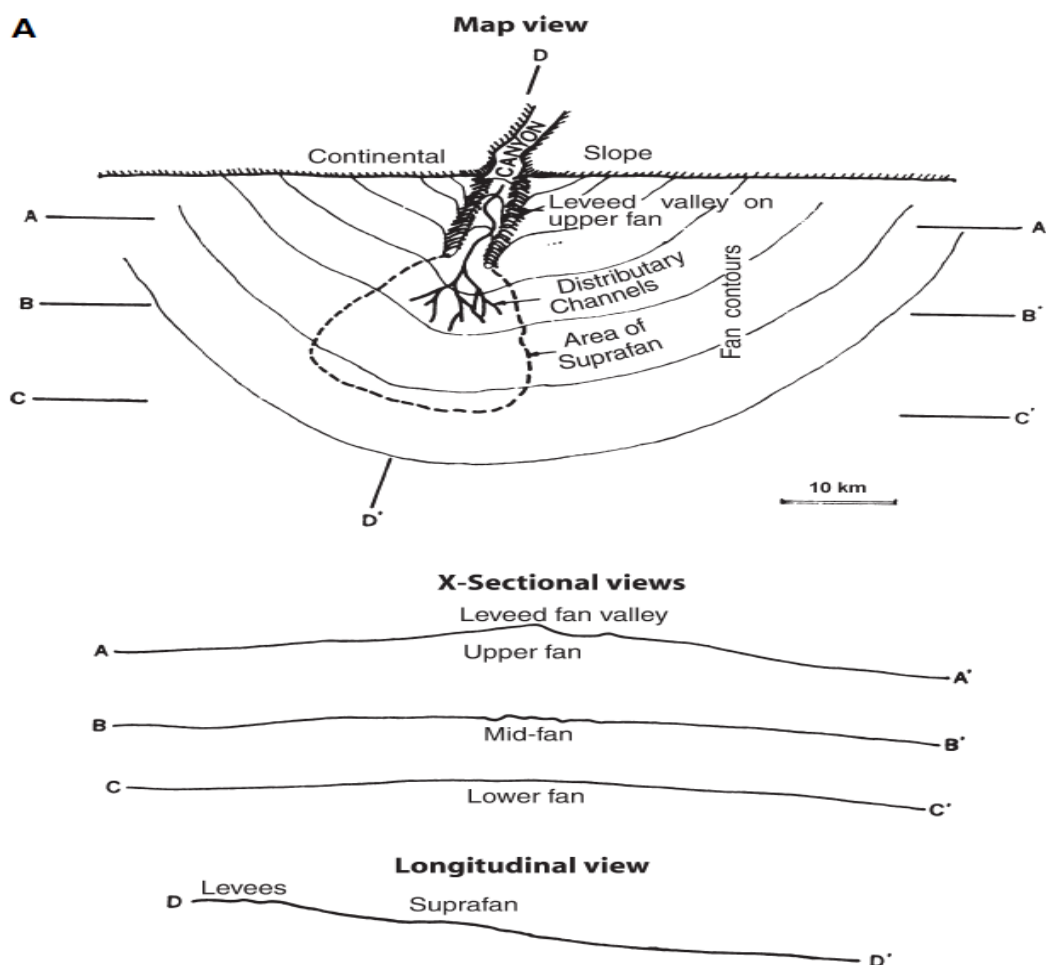 A
Map view
D
CANYON
Continental
Slope
Leveed valley on
upper fan
A
A
Distributary
Channels
Fan contours
B
B'
Area of
Suprafan
C
C'
10 km
D'
X-Sectional views
Leveed fan valley
A
Upper fan
A'
B
Mid-fan
B'
C
Lower fan
C'
Longitudinal view
D
Levees
Suprafan
D'